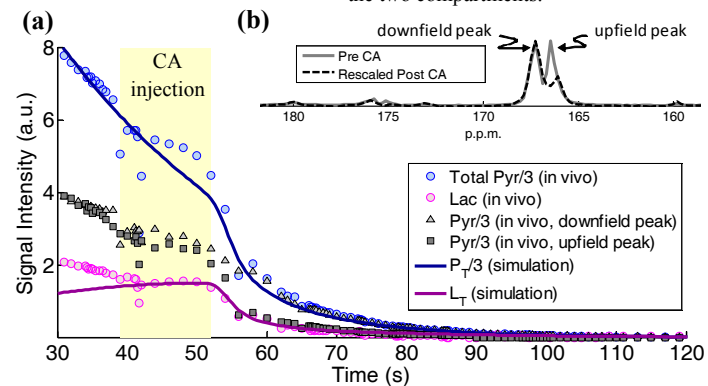 the two compartments.
(a)
(b)
downfield peak
upfield peak
Pre CA
Rescaled Post CA
180
175
170
165
160
p.p.m.
CA
injection
8
6
4
2
Signal Intensity (a.u.)
Total Pyr/3 (in vivo)
Lac (in vivo)
Pyr/3 (in vivo, downfield peak)
Pyr/3 (in vivo, upfield peak)
P_T/3 (simulation)
L_T (simulation)
30 40 50 60 70 80 90 100 110 120
Time (s)